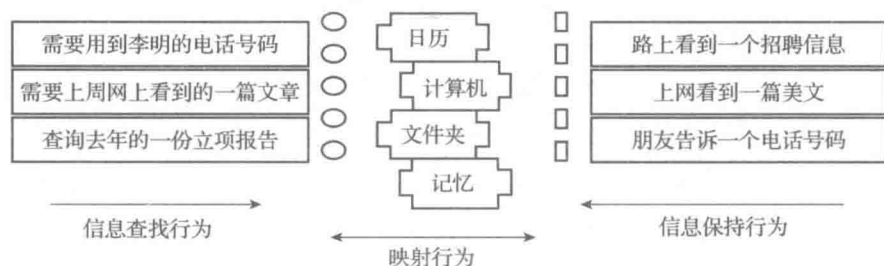 需要用到李明的电话号码
需要上周网上看到的一篇文章
查询去年的一份立项报告
日历
计算机
文件夹
记忆
路上看到一个招聘信息
上网看到一篇美文
朋友告诉一个电话号码
信息查找行为
映射行为
信息保持行为